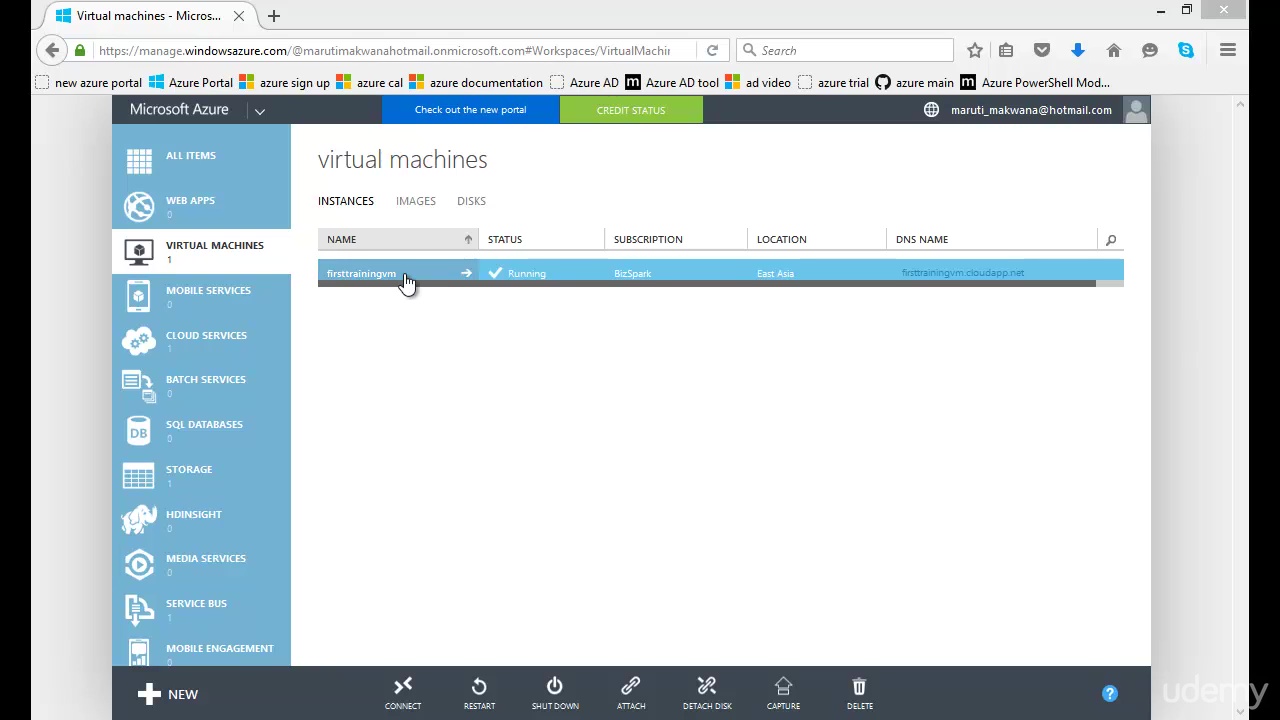 Virtual machines - Micros...
https://manage.windowsazure.com/@marutimakwanahotmail.onmicrosoft.com#Workspaces/VirtualMachin
Search
new azure portal
Azure Portal
azure sign up
azure cal
azure documentation
Azure AD
Azure AD tool
ad video
azure trial
azure main
Azure PowerShell Mod...
Microsoft Azure
Check out the new portal
CREDIT STATUS
maruti_makwana@hotmail.com
ALL ITEMS
WEB APPS
0
VIRTUAL MACHINES
1
MOBILE SERVICES
0
CLOUD SERVICES
1
BATCH SERVICES
0
SQL DATABASES
0
DB
STORAGE
1
HDINSIGHT
0
MEDIA SERVICES
0
SERVICE BUS
1
MOBILE ENGAGEMENT
0
virtual machines
INSTANCES IMAGES DISKS
NAME STATUS SUBSCRIPTION LOCATION DNS NAME
firsttrainingvm Running BizSpark East Asia firsttrainingvm.cloudapp.net
NEW
CONNECT
RESTART
SHUT DOWN
ATTACH
DETACH DISK
CAPTURE
DELETE
?
udemy